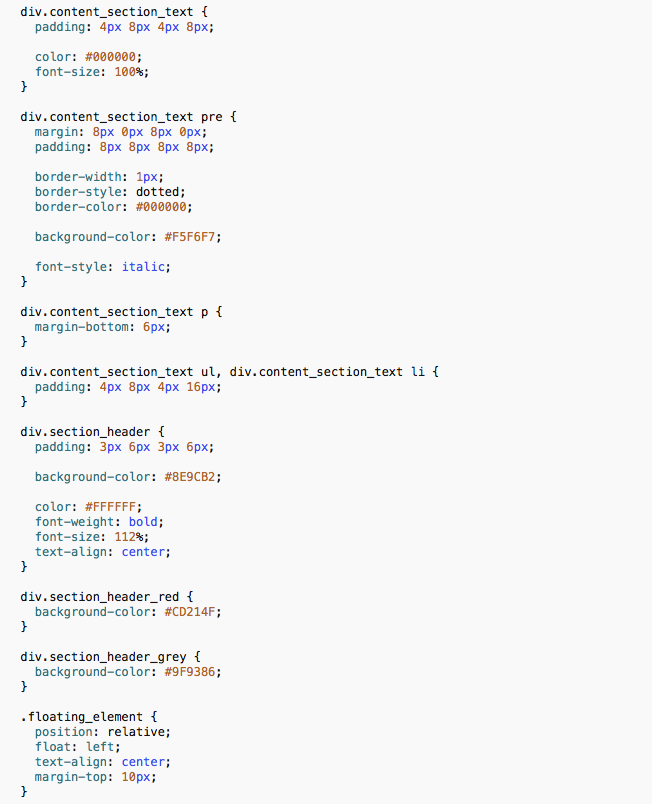 div.content_section_text {
  padding: 4px 8px 4px 8px;

  color: #000000;
  font-size: 100%;
}

div.content_section_text pre {
  margin: 8px 0px 8px 0px;
  padding: 8px 8px 8px 8px;

  border-width: 1px;
  border-style: dotted;
  border-color: #000000;

  background-color: #F5F6F7;

  font-style: italic;
}

div.content_section_text p {
  margin-bottom: 6px;
}

div.content_section_text ul, div.content_section_text li {
  padding: 4px 8px 4px 16px;
}

div.section_header {
  padding: 3px 6px 3px 6px;

  background-color: #8E9CB2;

  color: #FFFFFF;
  font-weight: bold;
  font-size: 112%;
  text-align: center;
}

div.section_header_red {
  background-color: #CD214F;
}

div.section_header_grey {
  background-color: #9F9386;
}

.floating_element {
  position: relative;
  float: left;
  text-align: center;
  margin-top: 10px;
}